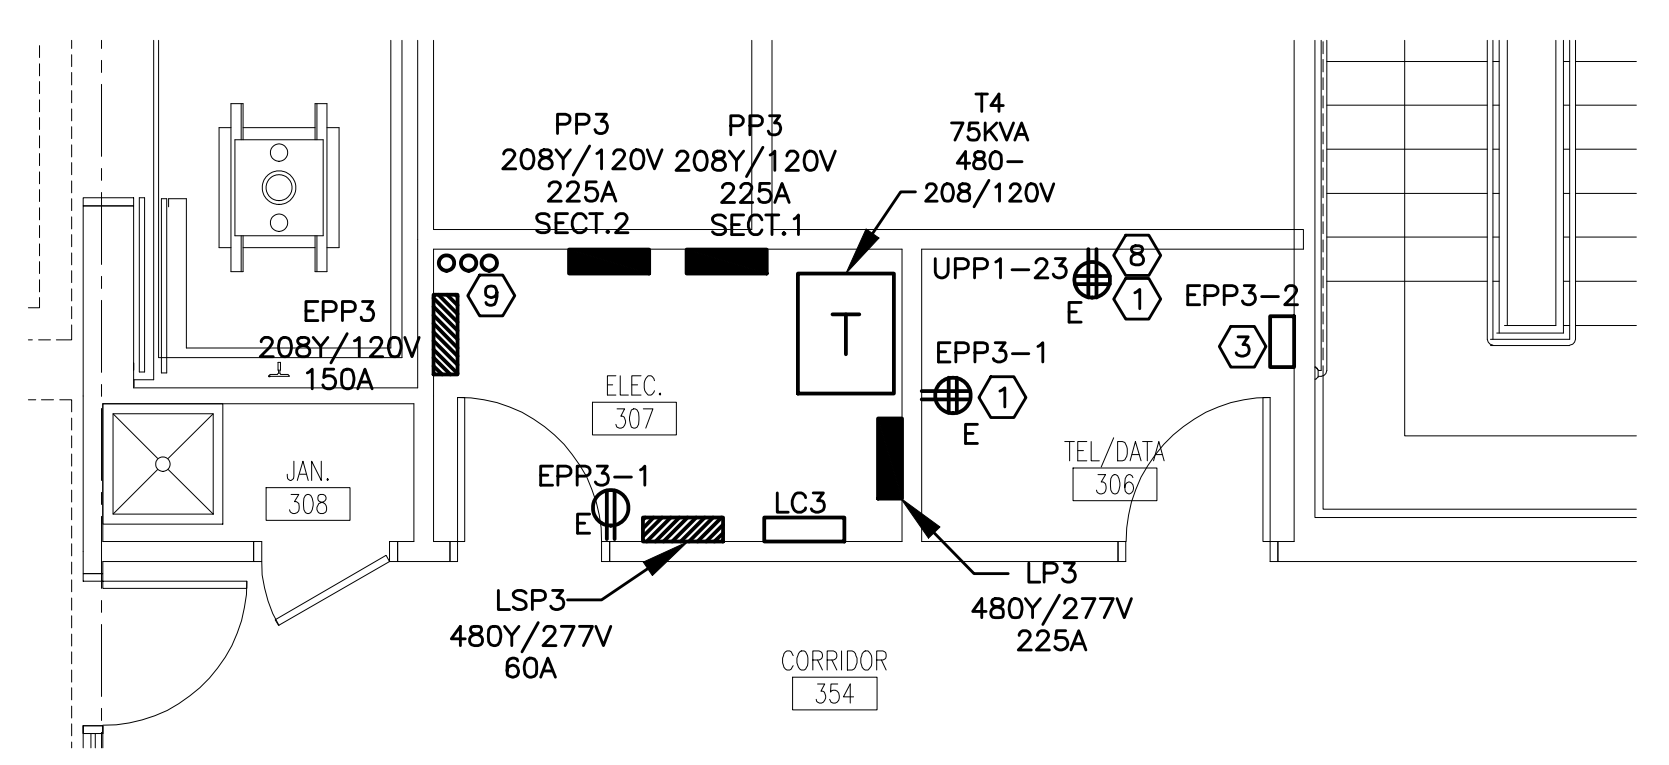 PP3
208Y/120V
225A
SECT.2
PP3
208Y/120V
225A
SECT.1
T4
75KVA
480-
208/120V
UPP1-23
8
1
E
EPP3-2
3
9
EPP3
208Y/120V
150A
T
EPP3-1
1
E
ELEC.
307
TEL/DATA
306
JAN.
308
EPP3-1
E
LC3
LSP3
480Y/277V
60A
LP3
480Y/277V
225A
CORRIDOR
354